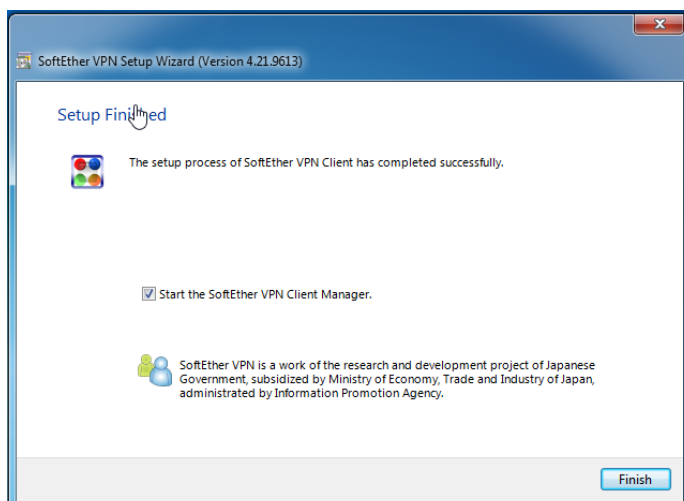 SoftEther VPN Setup Wizard (Version 4.21.9613)
Setup Finished
The setup process of SoftEther VPN Client has completed successfully.
Start the SoftEther VPN Client Manager.
SoftEther VPN is a work of the research and development project of Japanese
Government, subsidized by Ministry of Economy, Trade and Industry of Japan,
administrated by Information Promotion Agency.
Finish